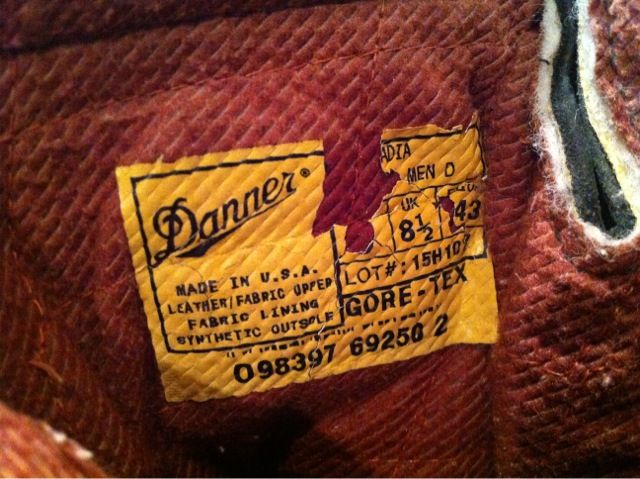 Danner®
MADE IN U.S.A.
LEATHER/FABRIC UPPER
FABRIC LINING
SYNTHETIC OUTSOLE
ADIA
MEN D
UK
8½
43
LOT#: 15H10
GORE-TEX
098397 69250 2